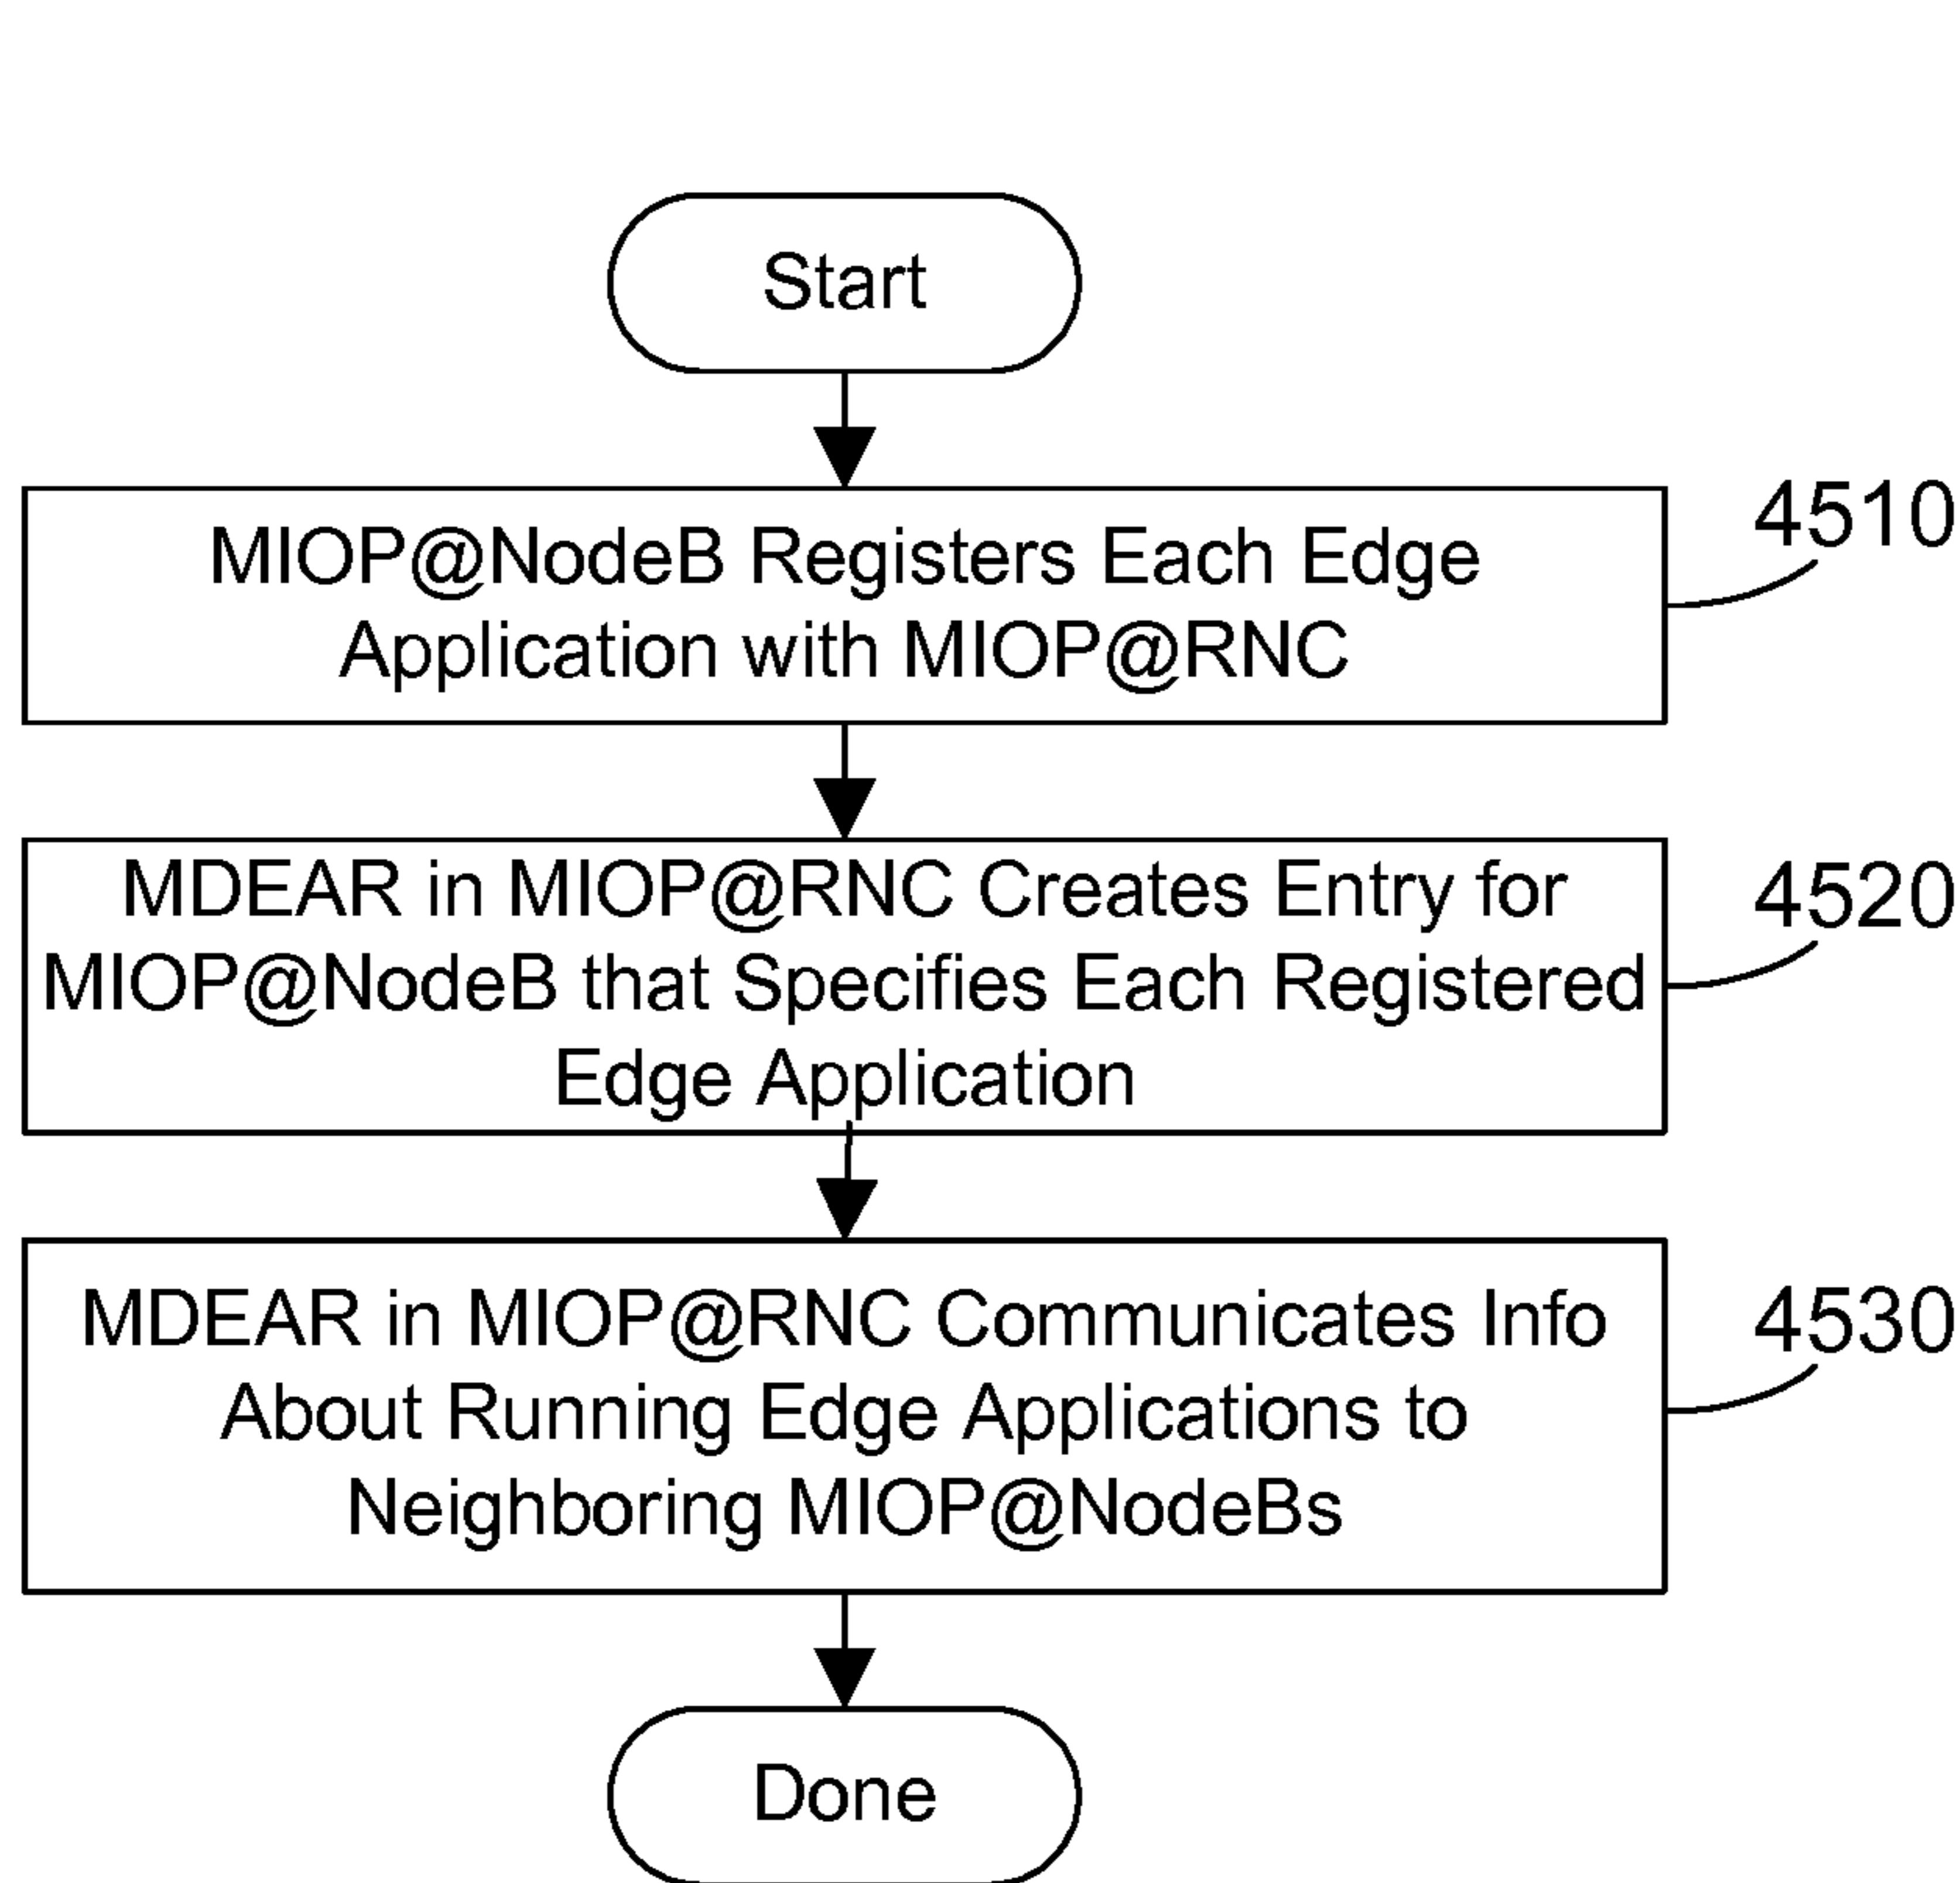 Start
MIOP@NodeB Registers Each Edge
Application with MIOP@RNC
4510
MDEAR in MIOP@RNC Creates Entry for
MIOP@NodeB that Specifies Each Registered
Edge Application
4520
MDEAR in MIOP@RNC Communicates Info
About Running Edge Applications to
Neighboring MIOP@NodeBs
4530
Done